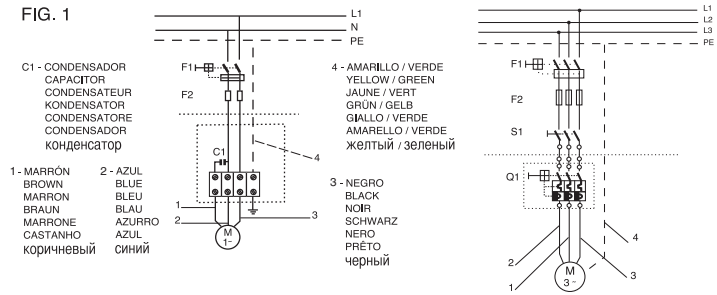 FIG. 1
L1
N
PE
F1
F2
C1
4
1
2
3
M
1~
C1 - CONDENSADOR
CAPACITOR
CONDENSATEUR
KONDENSATOR
CONDENSATORE
CONDENSADOR
конденсатор
1 - MARRÓN
BROWN
MARRON
BRAUN
MARRONE
CASTANHO
коричневый
2 - AZUL
BLUE
BLEU
BLAU
AZURRO
AZUL
синий
4 - AMARILLO / VERDE
YELLOW / GREEN
JAUNE / VERT
GRÜN / GELB
GIALLO / VERDE
AMARELLO / VERDE
желтый / зеленый
3 - NEGRO
BLACK
NOIR
SCHWARZ
NERO
PRÊTO
черный
L1
L2
L3
PE
F1
F2
S1
Q1
2
1
4
3
M
3 ~